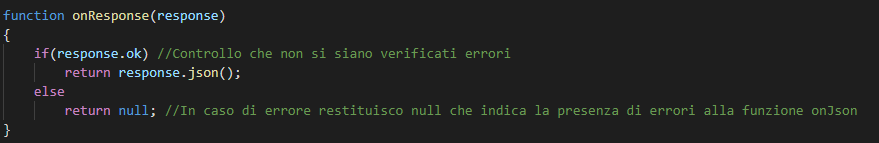 function onResponse(response)
{
    if(response.ok) //Controllo che non si siano verificati errori
        return response.json();
    else
        return null; //In caso di errore restituisco null che indica la presenza di errori alla funzione onJson
}